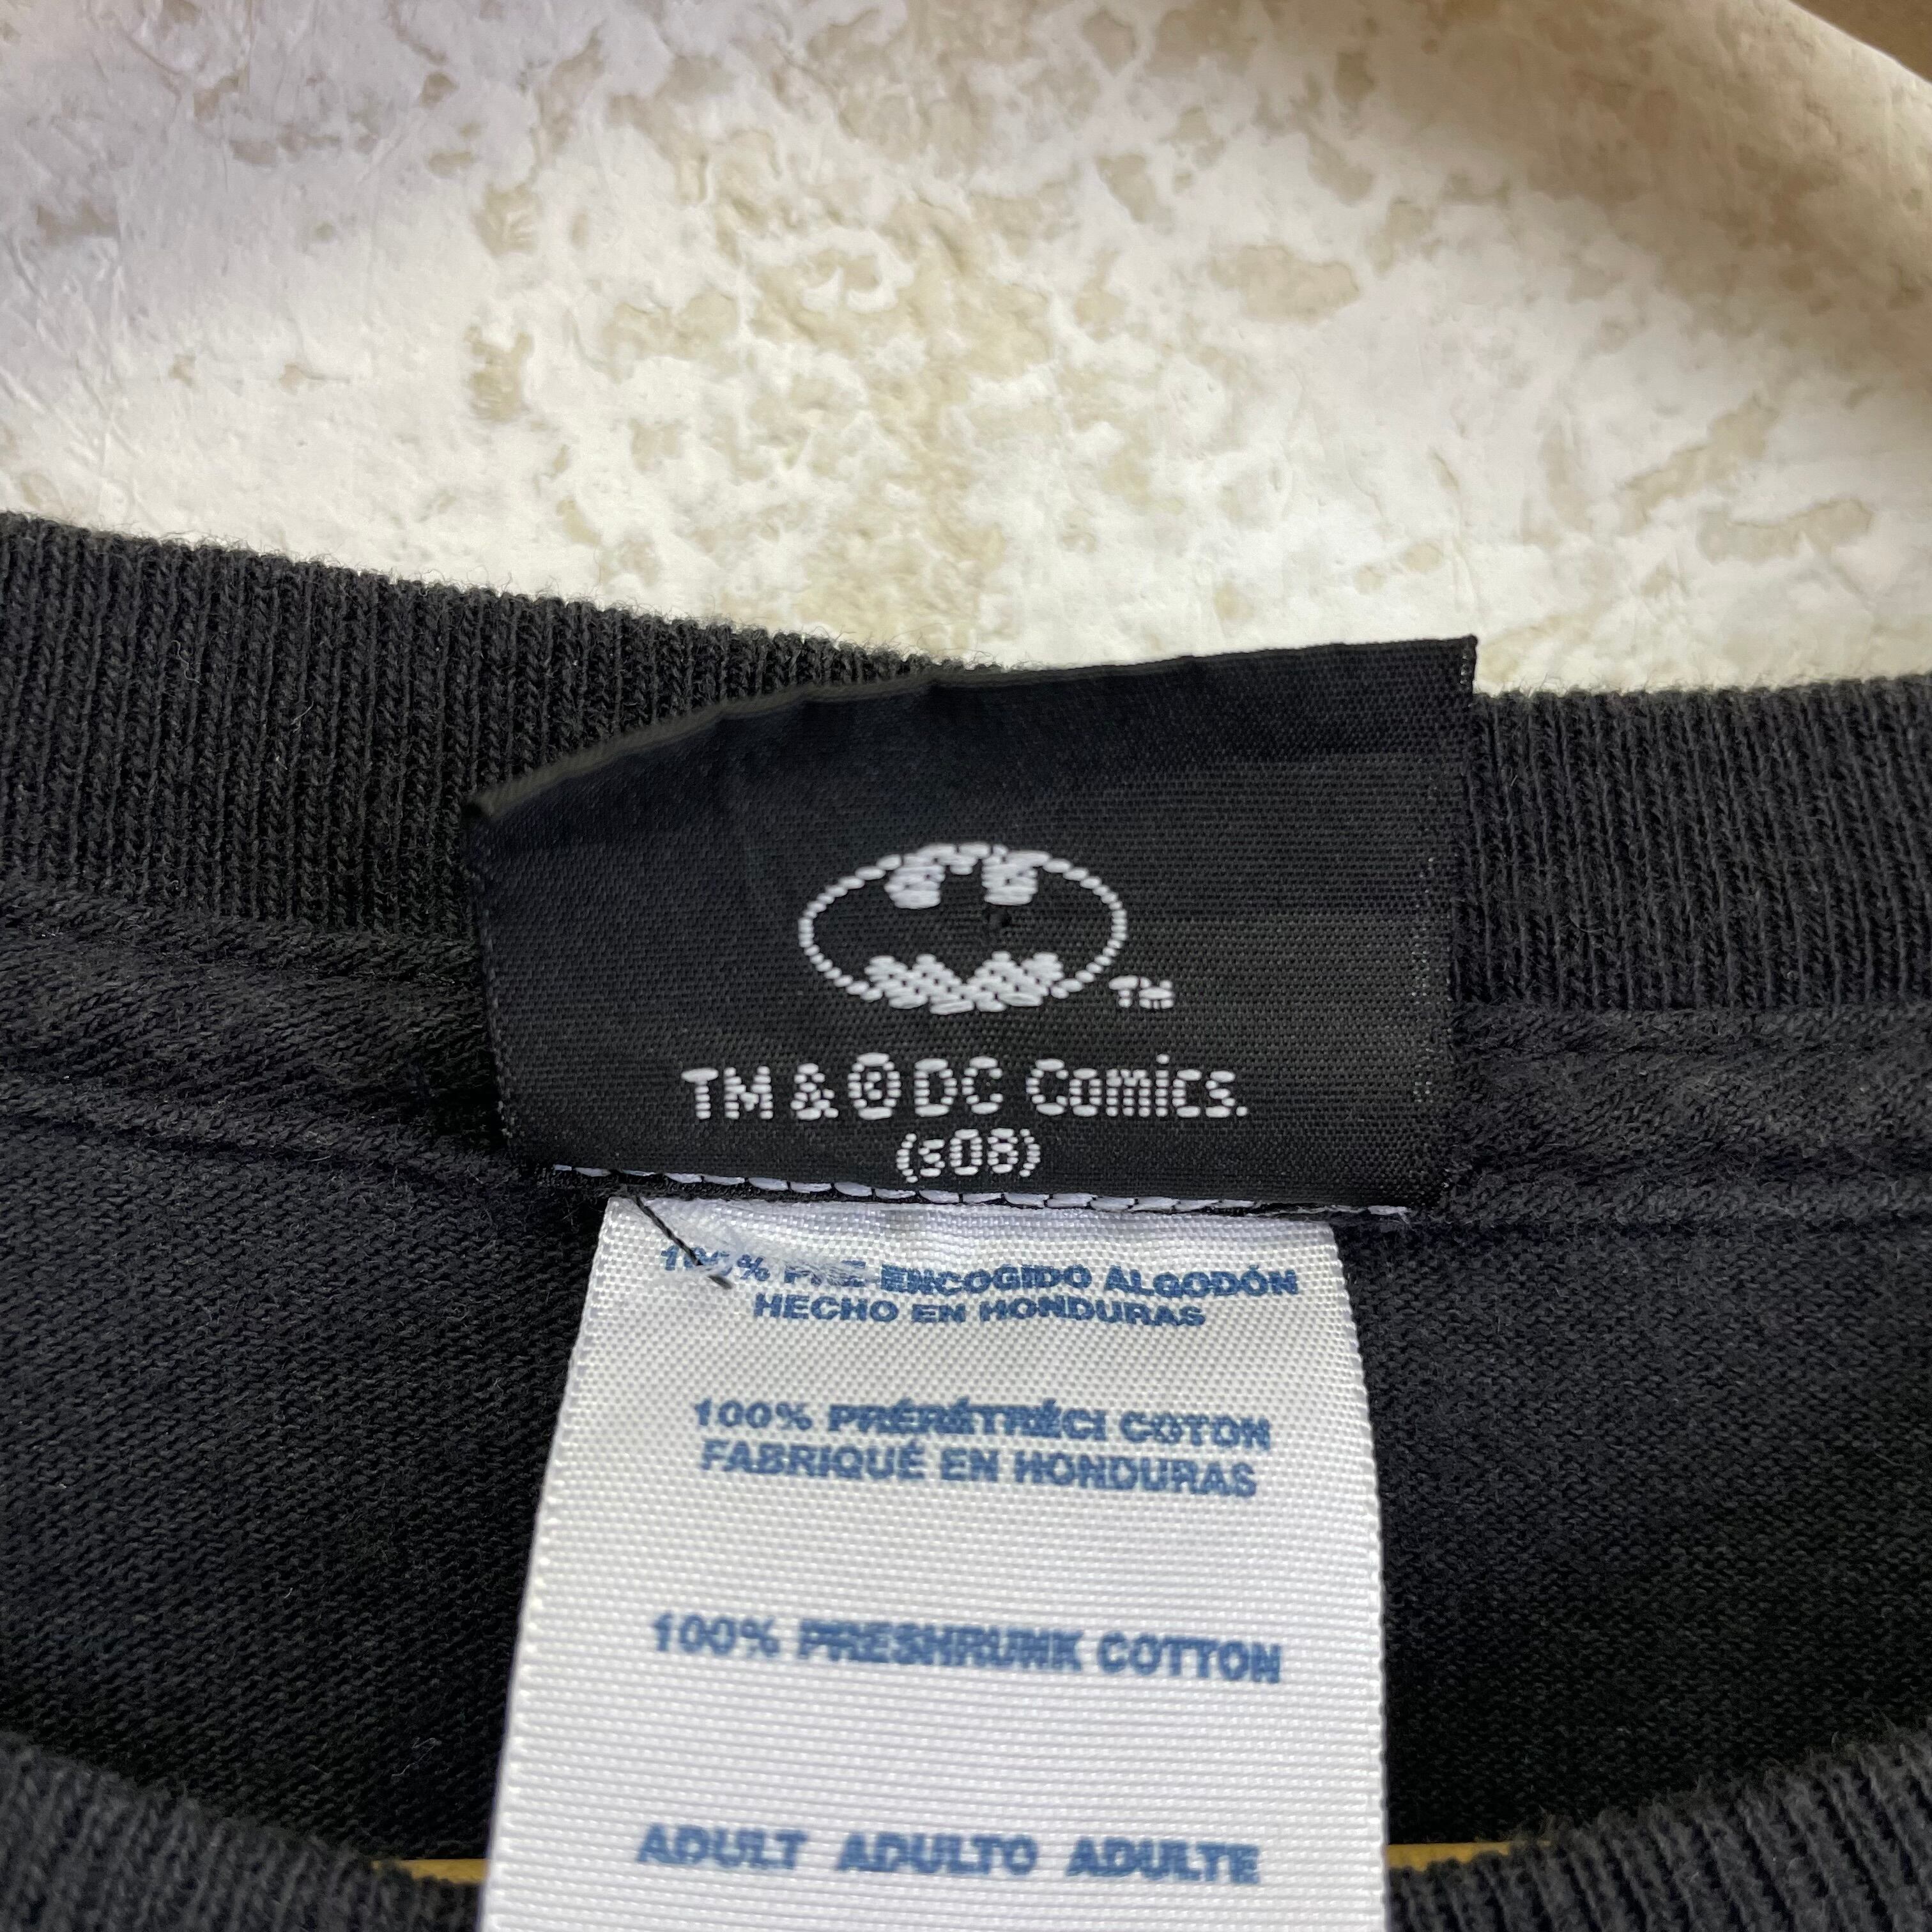 TM
TM & © DC Comics.
(s08)
100% PRE-ENCOGIDO ALGODÓN
HECHO EN HONDURAS
100% PRÉRÉTRÉCI COTON
FABRIQUÉ EN HONDURAS
100% PRESHRUNK COTTON
ADULT ADULTO ADULTE